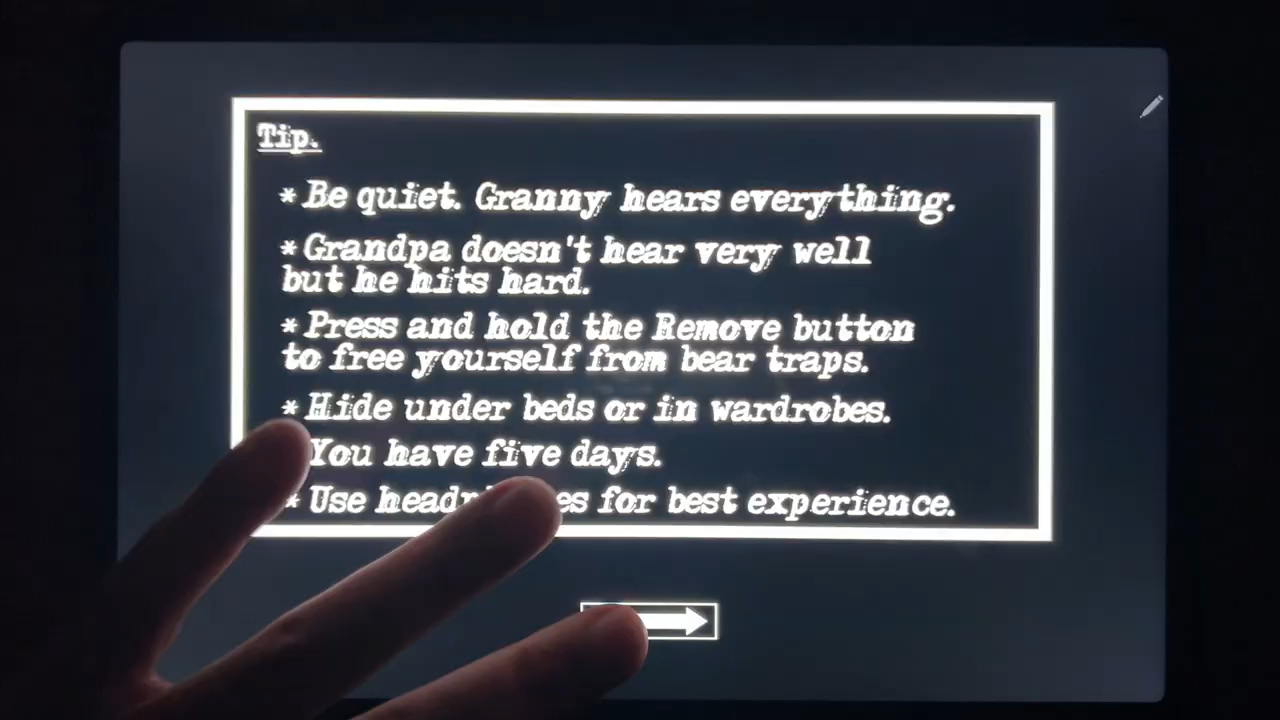 Tip.
* Be quiet. Granny hears everything.
* Grandpa doesn't hear very well
but he hits hard.
* Press and hold the Remove button
to free yourself from bear traps.
* Hide under beds or in wardrobes.
You have five days.
* Use for best experience.